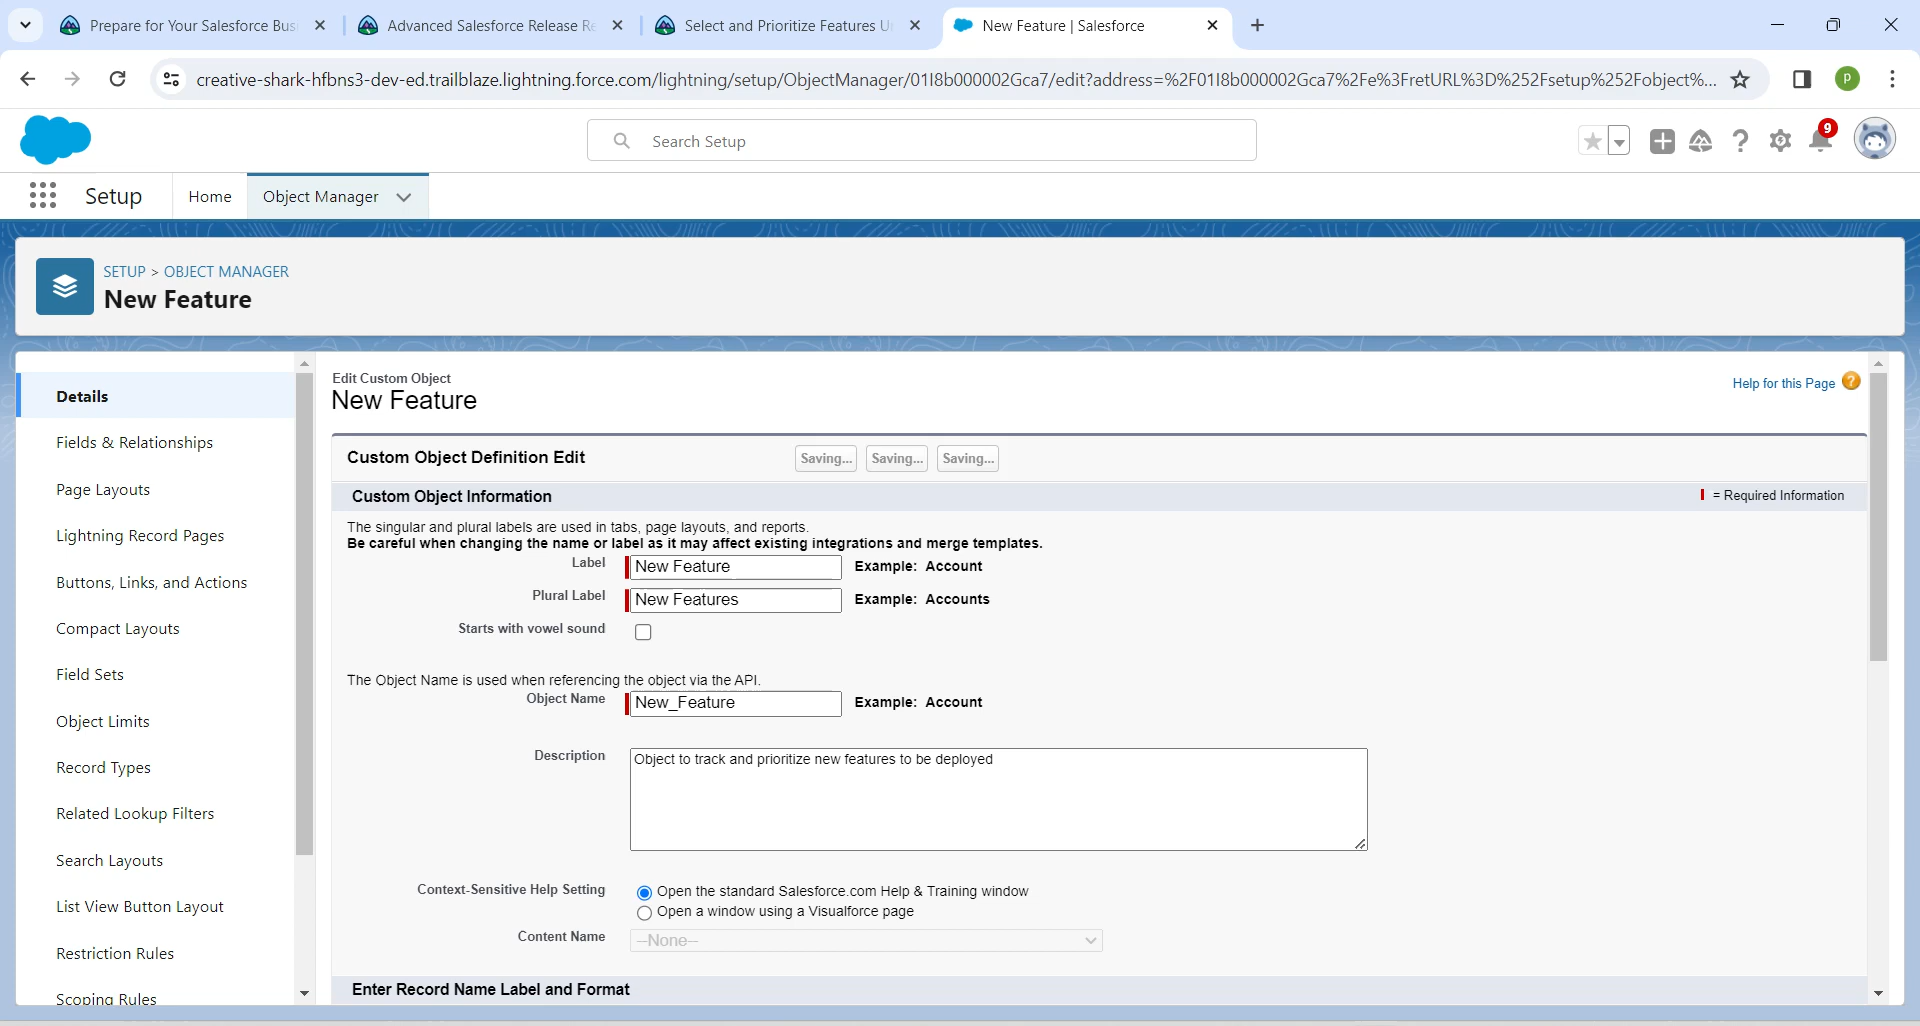 Prepare for Your Salesforce Bus
Advanced Salesforce Release Re
Select and Prioritize Features U
New Feature | Salesforce
creative-shark-hfbns3-dev-ed.trailblaze.lightning.force.com/lightning/setup/ObjectManager/01I8b000002Gca7/edit?address=%2F01I8b000002Gca7%2Fe%3FretURL%3D%252Fsetup%252Fobject%...
P
Search Setup
9
Setup
Home
Object Manager
SETUP > OBJECT MANAGER
New Feature
Details
Fields & Relationships
Page Layouts
Lightning Record Pages
Buttons, Links, and Actions
Compact Layouts
Field Sets
Object Limits
Record Types
Related Lookup Filters
Search Layouts
List View Button Layout
Restriction Rules
Scoping Rules
Edit Custom Object
New Feature
Help for this Page ?
Custom Object Definition Edit
Saving... Saving... Saving...
Custom Object Information
= Required Information
The singular and plural labels are used in tabs, page layouts, and reports.
Be careful when changing the name or label as it may affect existing integrations and merge templates.
Label New Feature Example: Account
Plural Label New Features Example: Accounts
Starts with vowel sound
The Object Name is used when referencing the object via the API.
Object Name New_Feature Example: Account
Description Object to track and prioritize new features to be deployed
Context-Sensitive Help Setting Open the standard Salesforce.com Help & Training window
Open a window using a Visualforce page
Content Name --None--
Enter Record Name Label and Format